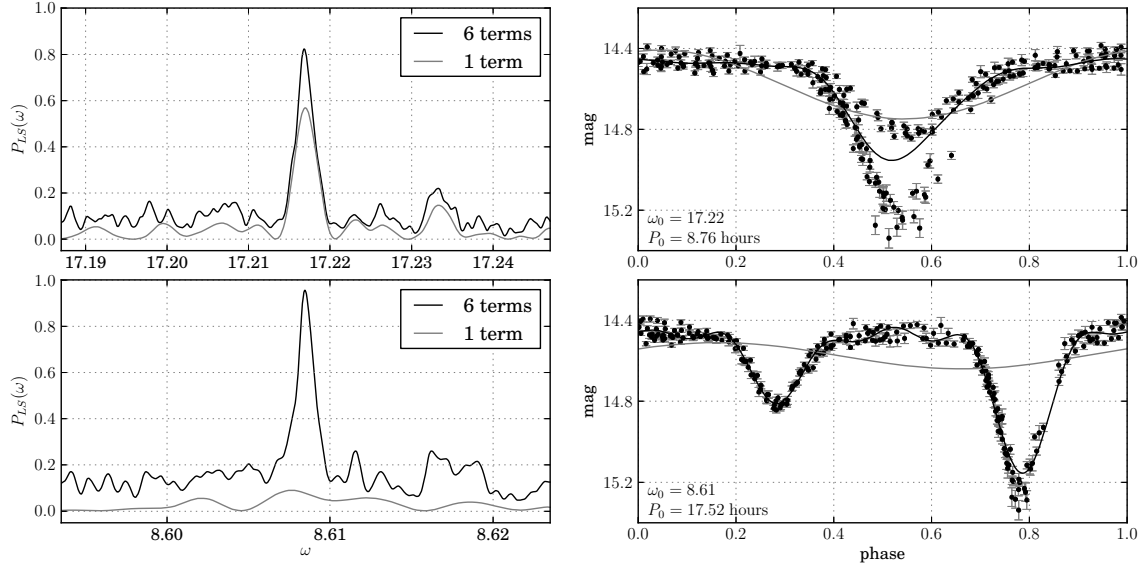 1.0
0.8
0.6
0.4
0.2
0.0
P_LS(ω)
6 terms
1 term
17.19 17.20 17.21 17.22 17.23 17.24
14.4
14.8
15.2
mag
ω₀ = 17.22
P₀ = 8.76 hours
0.0 0.2 0.4 0.6 0.8 1.0
1.0
0.8
0.6
0.4
0.2
0.0
P_LS(ω)
6 terms
1 term
8.60 8.61 8.62
ω
14.4
14.8
15.2
mag
ω₀ = 8.61
P₀ = 17.52 hours
0.0 0.2 0.4 0.6 0.8 1.0
phase